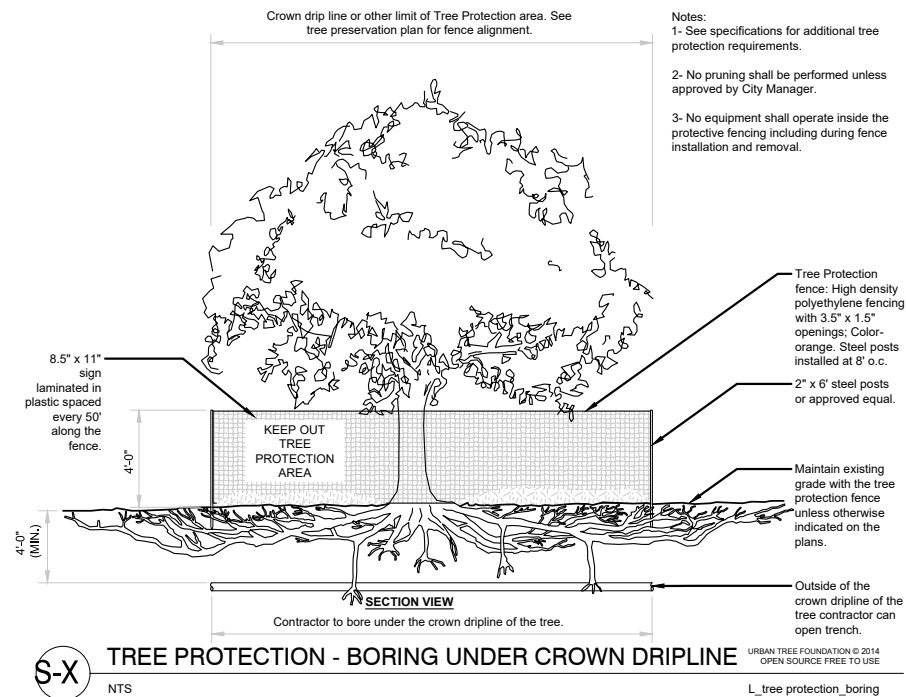 Crown drip line or other limit of Tree Protection area. See
tree preservation plan for fence alignment.
Notes:
1- See specifications for additional tree
protection requirements.
2- No pruning shall be performed unless
approved by City Manager.
3- No equipment shall operate inside the
protective fencing including during fence
installation and removal.
Tree Protection
fence: High density
polyethylene fencing
with 3.5" x 1.5"
openings; Color-
orange. Steel posts
installed at 8' o.c.
2" x 6' steel posts
or approved equal.
8.5" x 11"
sign
laminated in
plastic spaced
every 50'
along the
fence.
KEEP OUT
TREE
PROTECTION
AREA
4'-0"
Maintain existing
grade with the tree
protection fence
unless otherwise
indicated on the
plans.
4'-0"
(MIN.)
Outside of the
crown dripline of the
tree contractor can
open trench.
SECTION VIEW
Contractor to bore under the crown dripline of the tree.
S-X
TREE PROTECTION - BORING UNDER CROWN DRIPLINE
URBAN TREE FOUNDATION © 2014
OPEN SOURCE FREE TO USE
NTS
L_tree protection_boring